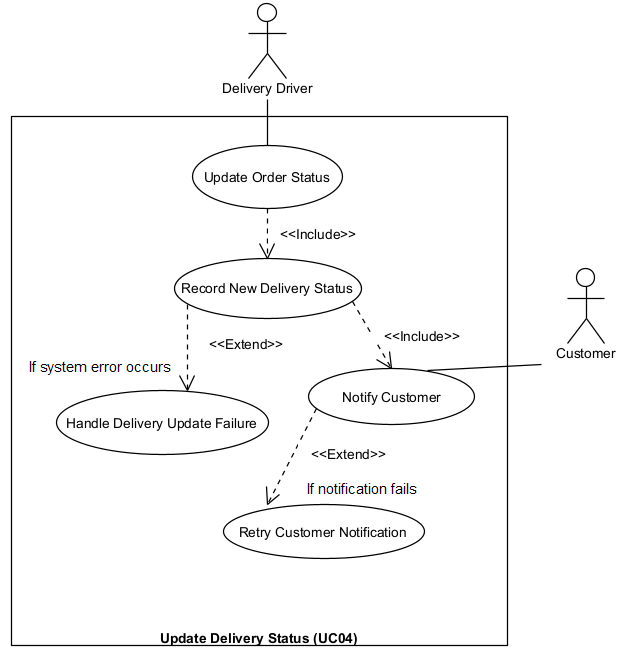 Delivery Driver
Update Order Status
<<Include>>
Record New Delivery Status
<<Extend>>
<<Include>>
Customer
If system error occurs
Notify Customer
Handle Delivery Update Failure
<<Extend>>
If notification fails
Retry Customer Notification
Update Delivery Status (UC04)